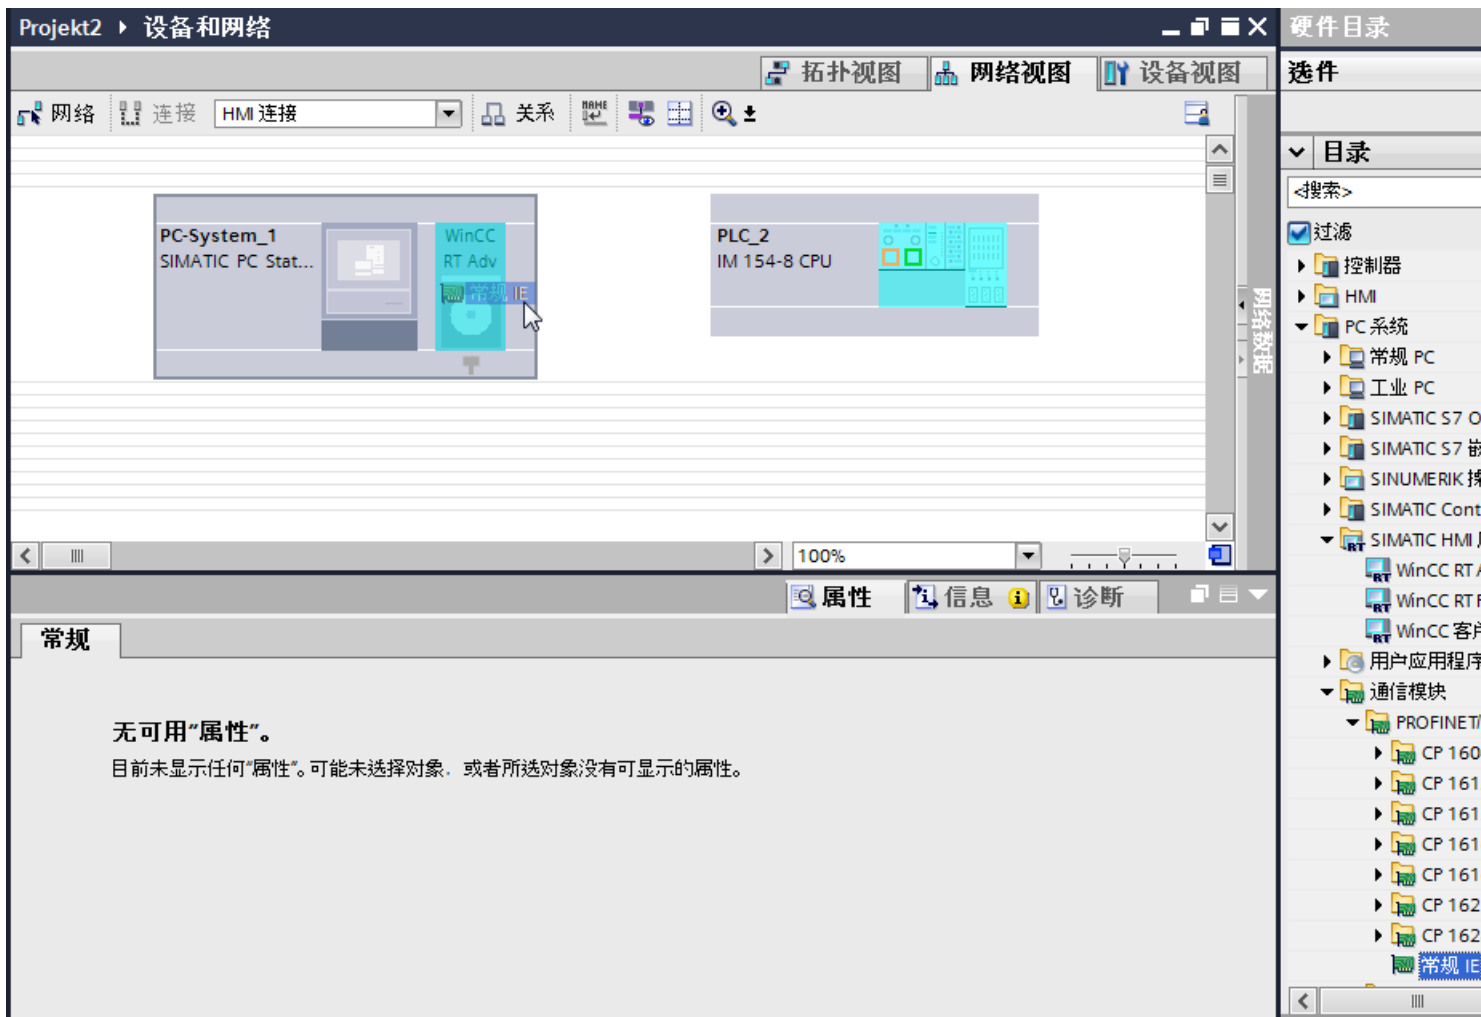 Projekt2 设备和网络
拓扑视图 网络视图 设备视图
网络 连接 HMI 连接 关系 NAME
PC-System_1
SIMATIC PC Stat...
WinCC
RT Adv
常规 IE
PLC_2
IM 154-8 CPU
网络数据
100%
属性 信息 诊断
常规
无可用“属性”。
目前未显示任何“属性”。可能未选择对象，或者所选对象没有可显示的属性。
硬件目录
选件
目录
<搜索>
过滤
控制器
HMI
PC 系统
常规 PC
工业 PC
SIMATIC S7 O
SIMATIC S7 嵌
SINUMERIK 操
SIMATIC Cont
SIMATIC HMI
RT WinCC RT A
RT WinCC RT
RT WinCC 客户
用户应用程序
通信模块
PROFINET/
CP 160
CP 161
CP 161
CP 161
CP 161
CP 162
CP 162
常规 IE